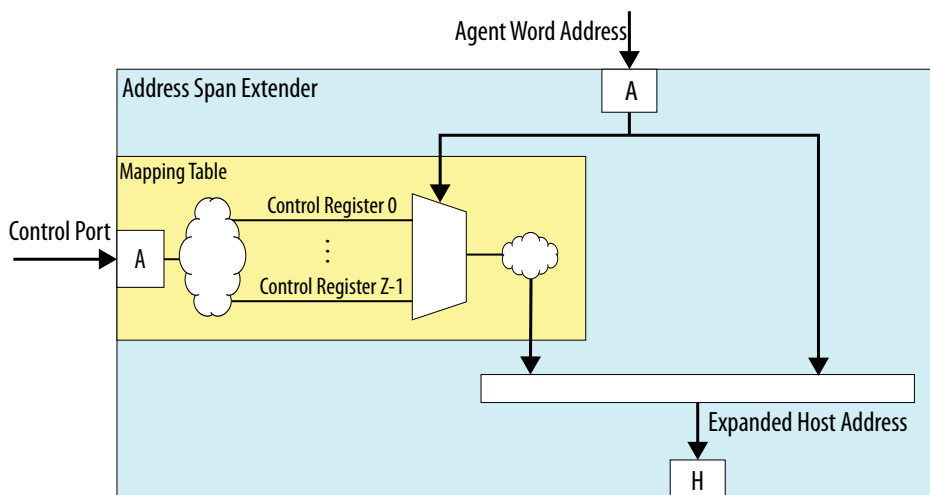 Agent Word Address
Address Span Extender
A
Mapping Table
Control Register 0
Control Port
A
⋮
Control Register Z-1
Expanded Host Address
H